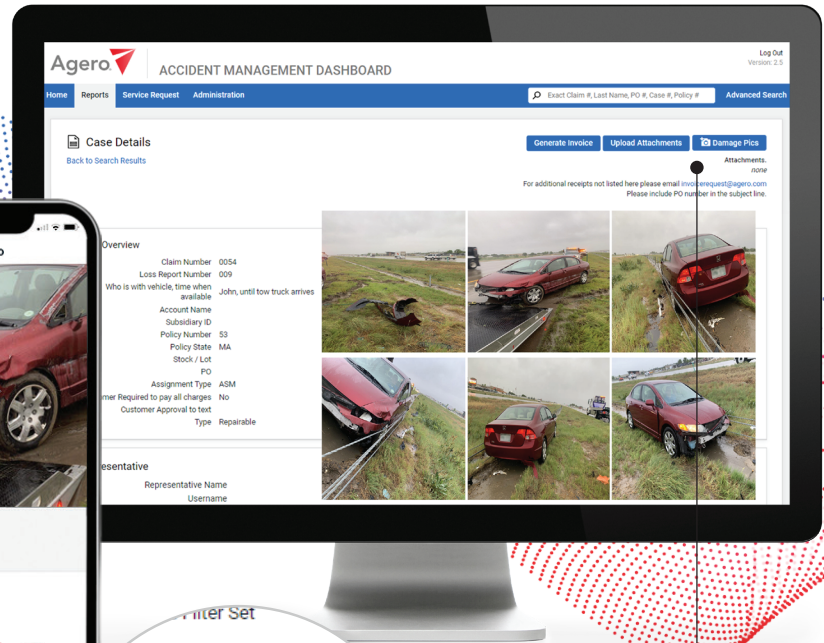 Agero
ACCIDENT MANAGEMENT DASHBOARD
Log Out
Version: 2.5
Home Reports Service Request Administration
Exact Claim #, Last Name, PO #, Case #, Policy #
Advanced Search
Case Details
Back to Search Results
Generate Invoice
Upload Attachments
Damage Pics
Attachments.
none
For additional receipts not listed here please email invoicerequest@agero.com
Please include PO number in the subject line.
Overview
Claim Number 0054
Loss Report Number 009
Who is with vehicle, time when
available John, until tow truck arrives
Account Name
Subsidiary ID
Policy Number 53
Policy State MA
Stock / Lot
PO
Assignment Type ASM
mer Required to pay all charges No
Customer Approval to text
Type Repairable
esentative
Representative Name
Username
Set